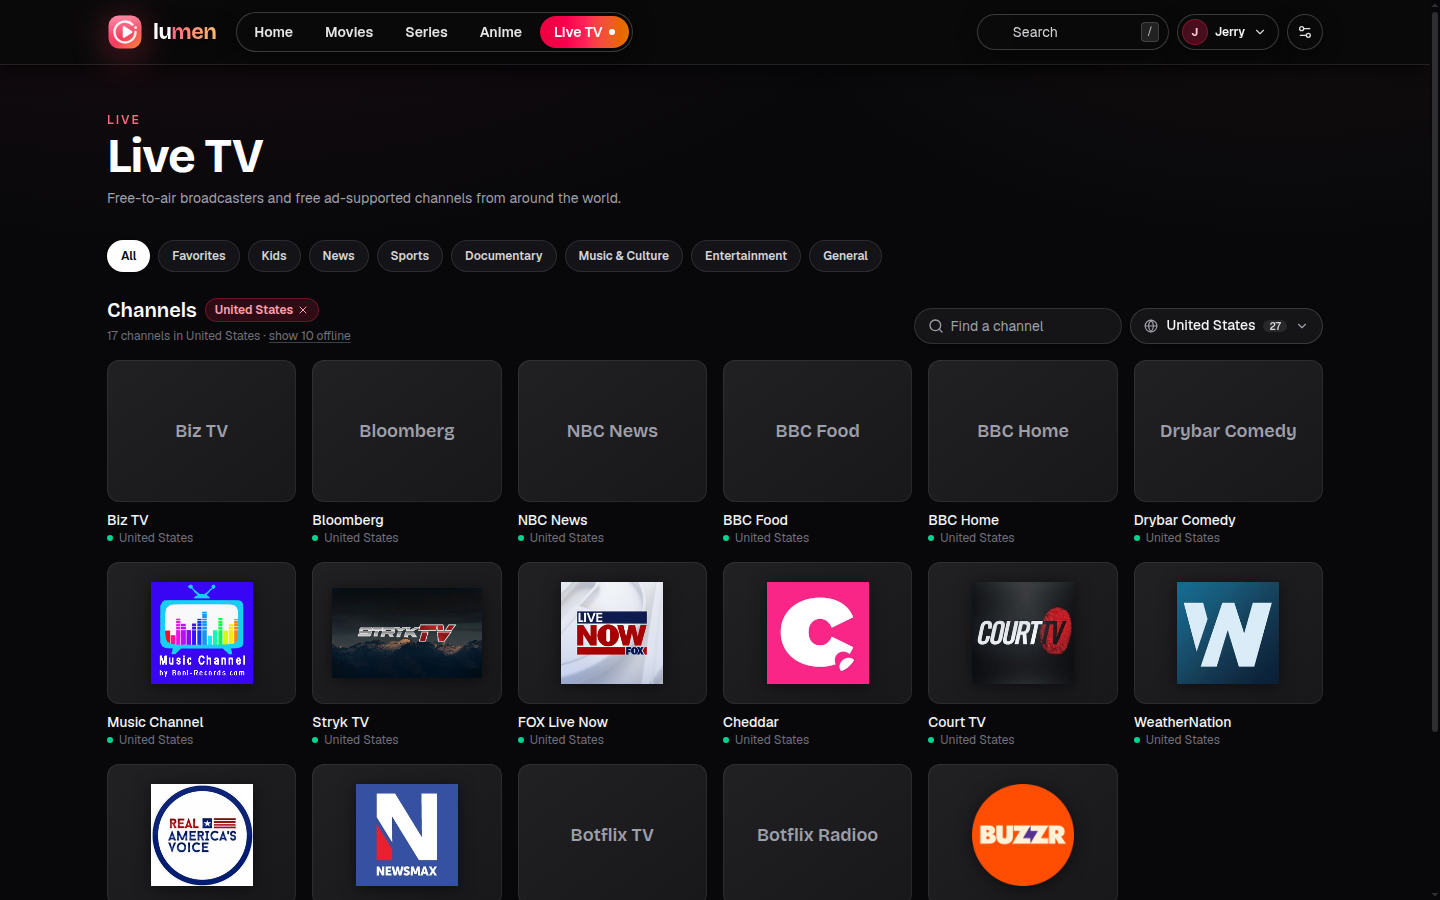 lumen
Home
Movies
Series
Anime
Live TV
Search
/
J
Jerry
LIVE
Live TV
Free-to-air broadcasters and free ad-supported channels from around the world.
All
Favorites
Kids
News
Sports
Documentary
Music & Culture
Entertainment
General
Channels
United States
17 channels in United States · show 10 offline
Find a channel
United States 27
Biz TV
Bloomberg
NBC News
BBC Food
BBC Home
Drybar Comedy
Biz TV
Bloomberg
NBC News
BBC Food
BBC Home
Drybar Comedy
United States
United States
United States
United States
United States
United States
Music Channel
by Boni-Records.com
STRYKTV
LIVE
NOW
FOX
C
COURT TV
W
Music Channel
Stryk TV
FOX Live Now
Cheddar
Court TV
WeatherNation
United States
United States
United States
United States
United States
United States
REAL
AMERICA'S
VOICE
N
NEWSMAX
Botflix TV
Botflix Radioo
BUZZR